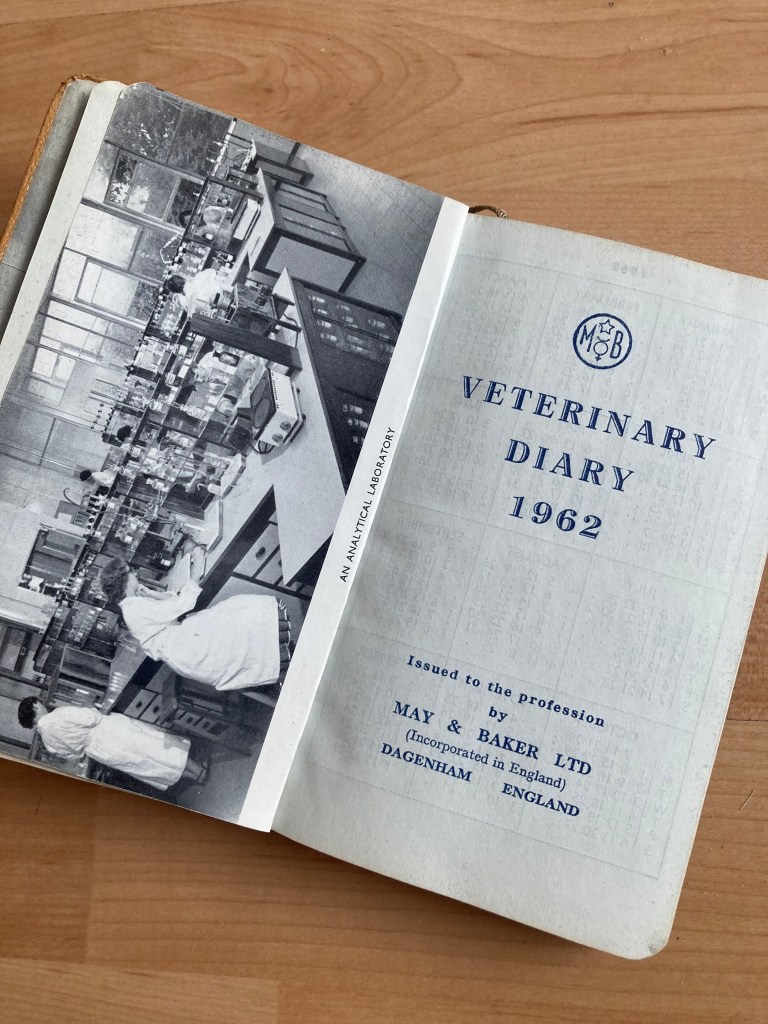 AN ANALYTICAL LABORATORY
M B
VETERINARY
DIARY
1962
Issued to the profession
by
MAY & BAKER LTD
(Incorporated in England)
DAGENHAM ENGLAND